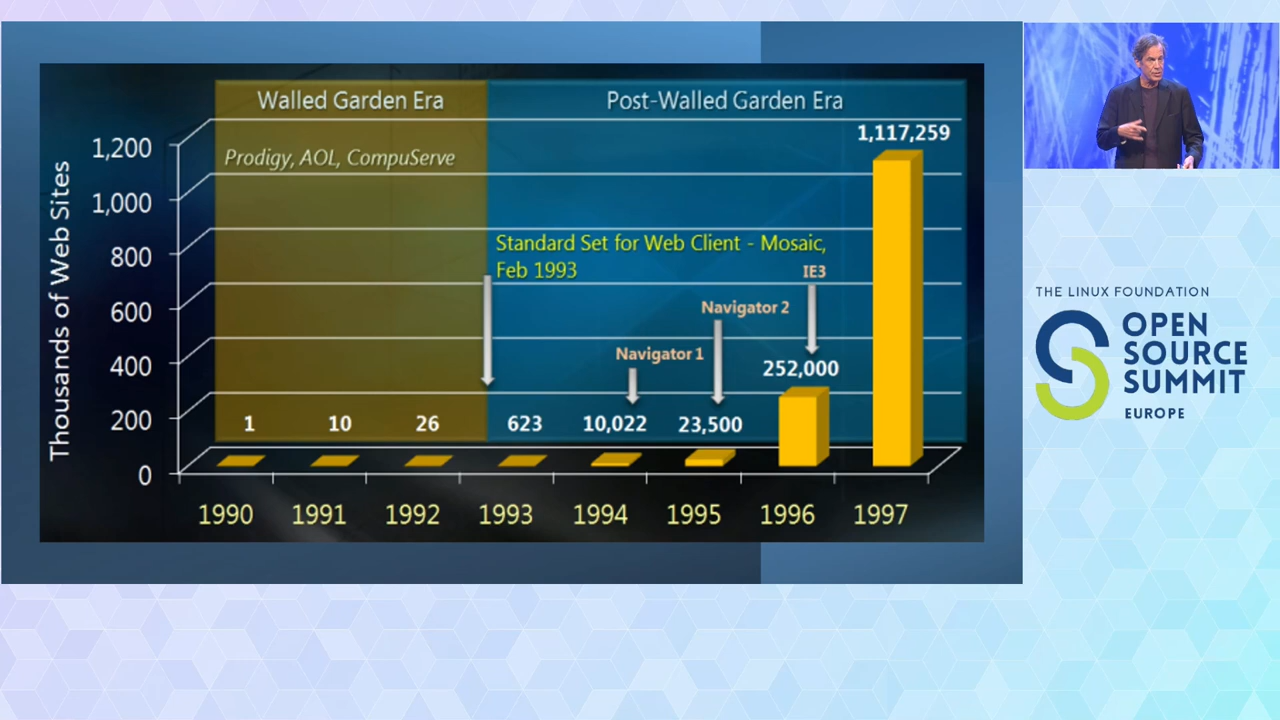 Walled Garden Era
Post-Walled Garden Era
Prodigy, AOL, CompuServe
Thousands of Web Sites
1,200
1,000
800
600
400
200
0
Standard Set for Web Client - Mosaic,
Feb 1993
Navigator 1
Navigator 2
IE3
1
10
26
623
10,022
23,500
252,000
1,117,259
1990
1991
1992
1993
1994
1995
1996
1997
THE LINUX FOUNDATION
OPEN
SOURCE
SUMMIT
EUROPE